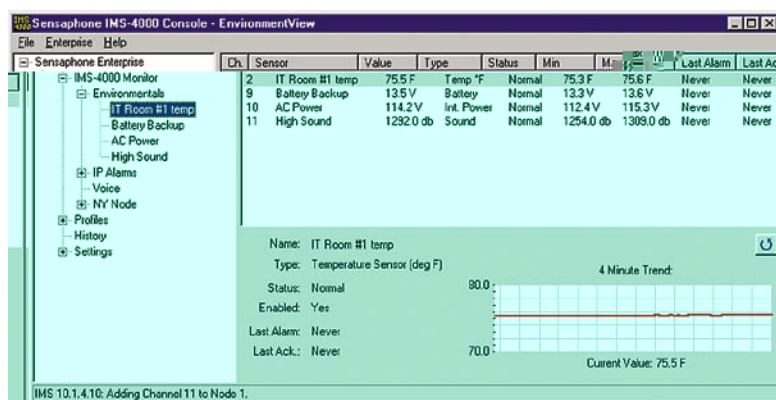 Sensaphone IMS-4000 Console - EnvironmentView
File Enterprise Help
Sensaphone Enterprise
Ch. Sensor Value Type Status Min Last Alarm Last Ac
IMS-4000 Monitor
2 IT Room #1 temp 75.5 F Temp °F Normal 75.3 F 75.6 F Never Never
Environmentals
9 Battery Backup 13.5 V Battery Normal 13.3 V 13.6 V Never Never
IT Room #1 temp
10 AC Power 114.2 V Int. Power Normal 112.4 V 115.3 V Never Never
Battery Backup
11 High Sound 1292.0 db Sound Normal 1254.0 db 1309.0 db Never Never
AC Power
High Sound
IP Alarms
Voice
NY Node
Profiles
History
Settings
Name: IT Room #1 temp
Type: Temperature Sensor (deg F)
Status: Normal
Enabled: Yes
Last Alarm: Never
Last Ack.: Never
4 Minute Trend:
80.0
70.0
Current Value: 75.5 F
IMS 10.1.4.10: Adding Channel 11 to Node 1.